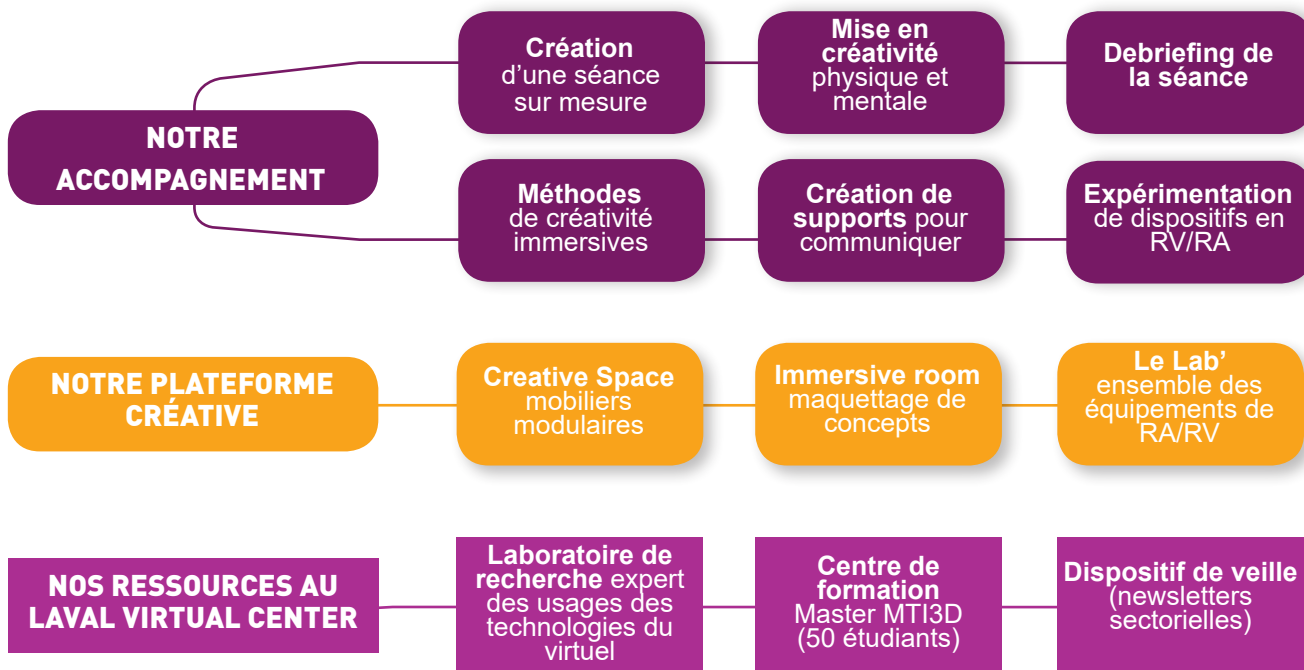 NOTRE
ACCOMPAGNEMENT
Création
d’une séance
sur mesure
Mise en
créativité
physique et
mentale
Debriefing de
la séance
Méthodes
de créativité
immersives
Création de
supports pour
communiquer
Expérimentation
de dispositifs en
RV/RA
NOTRE PLATEFORME
CRÉATIVE
Creative Space
mobiliers
modulaires
Immersive room
maquettage de
concepts
Le Lab’
ensemble des
équipements de
RA/RV
NOS RESSOURCES AU
LAVAL VIRTUAL CENTER
Laboratoire de
recherche expert
des usages des
technologies du
virtuel
Centre de
formation
Master MTI3D
(50 étudiants)
Dispositif de veille
(newsletters
sectorielles)